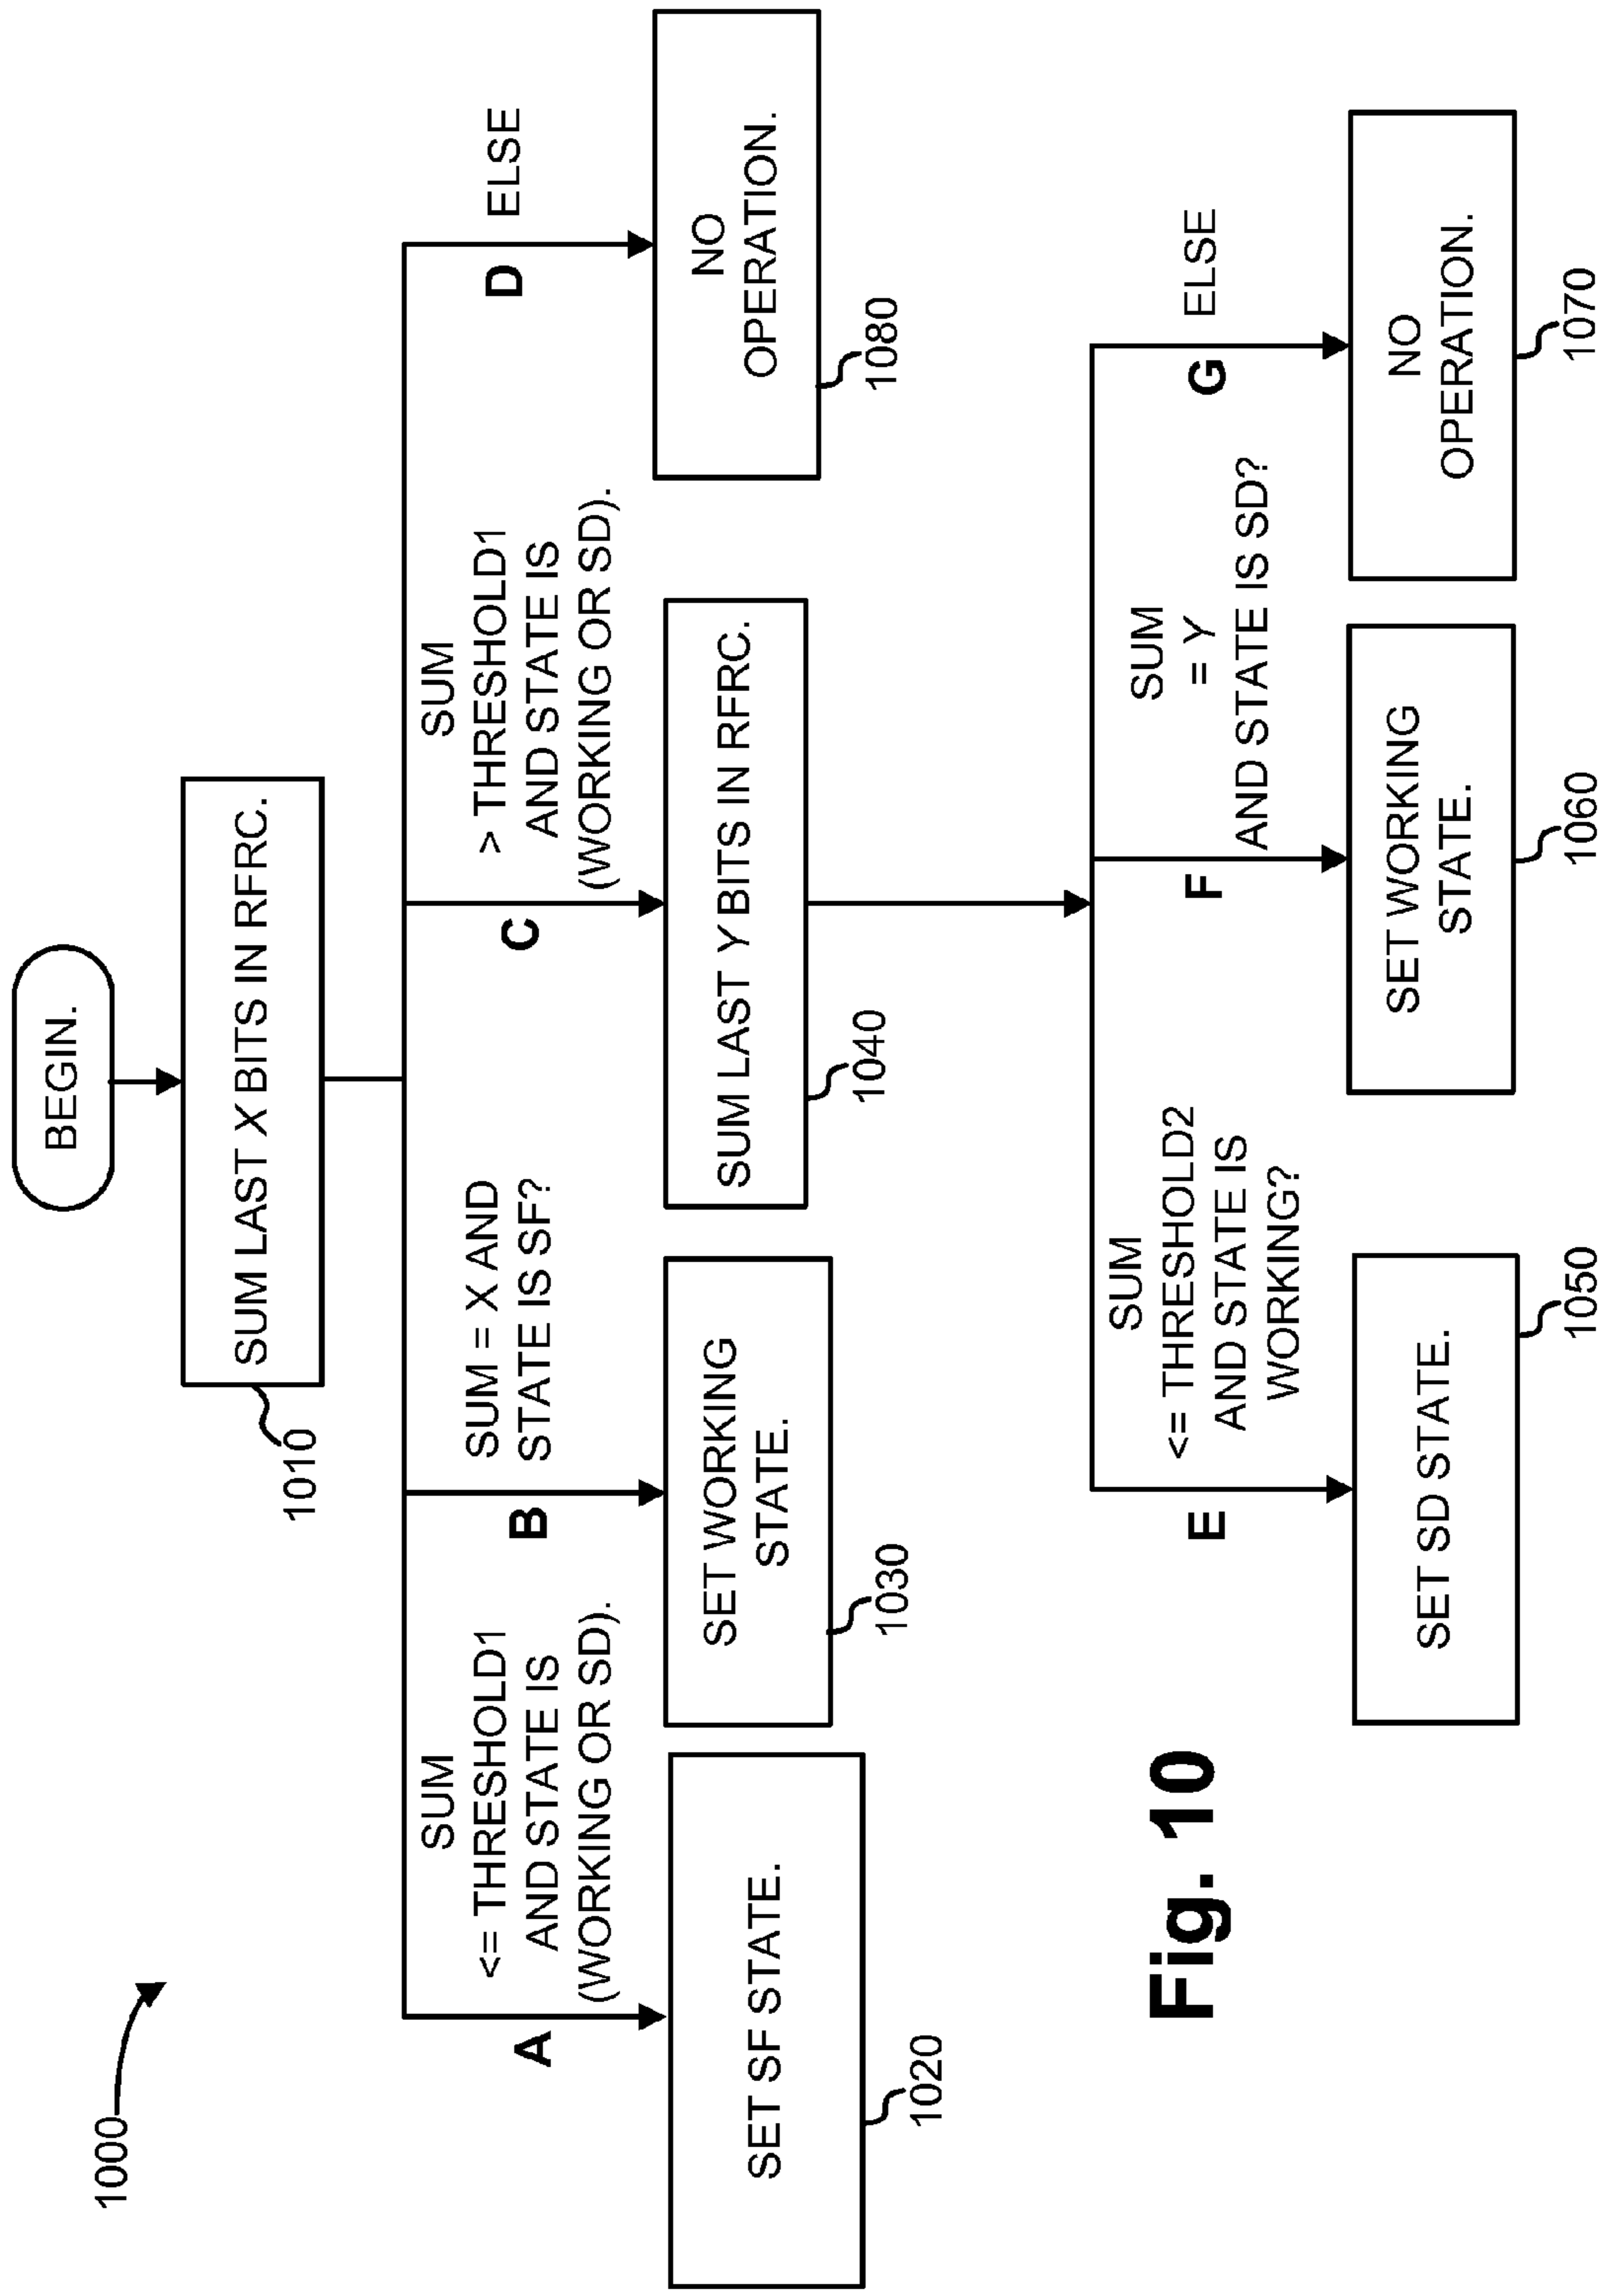 1000
BEGIN.
SUM LAST X BITS IN RFRC.
1010
A
SUM
<= THRESHOLD1
AND STATE IS
(WORKING OR SD).
B
SUM = X AND
STATE IS SF?
C
SUM
> THRESHOLD1
AND STATE IS
(WORKING OR SD).
D
ELSE
SET SF STATE.
1020
SET WORKING
STATE.
1030
SUM LAST Y BITS IN RFRC.
1040
NO
OPERATION.
1080
E
SUM
<= THRESHOLD2
AND STATE IS
WORKING?
F
SUM
= Y
AND STATE IS SD?
G
ELSE
SET SD STATE.
1050
SET WORKING
STATE.
1060
NO
OPERATION.
1070
Fig. 10